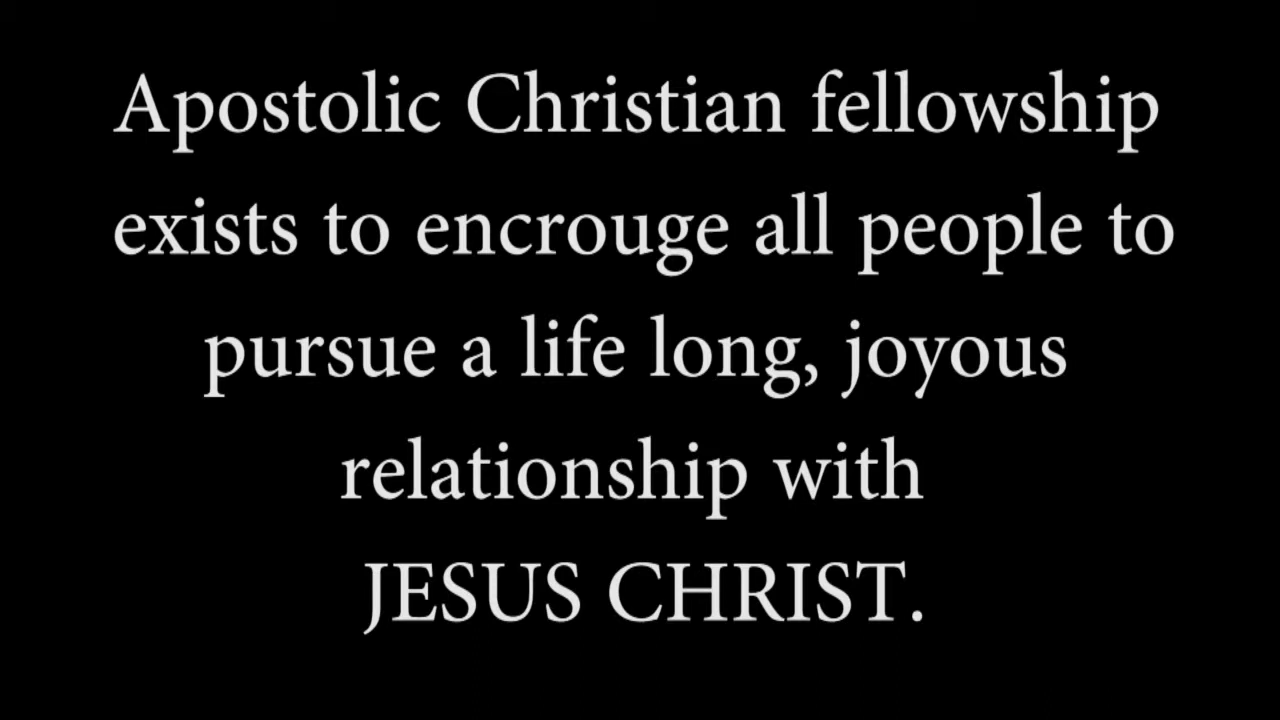 Apostolic Christian fellowship
exists to encrouge all people to
pursue a life long, joyous
relationship with
JESUS CHRIST.